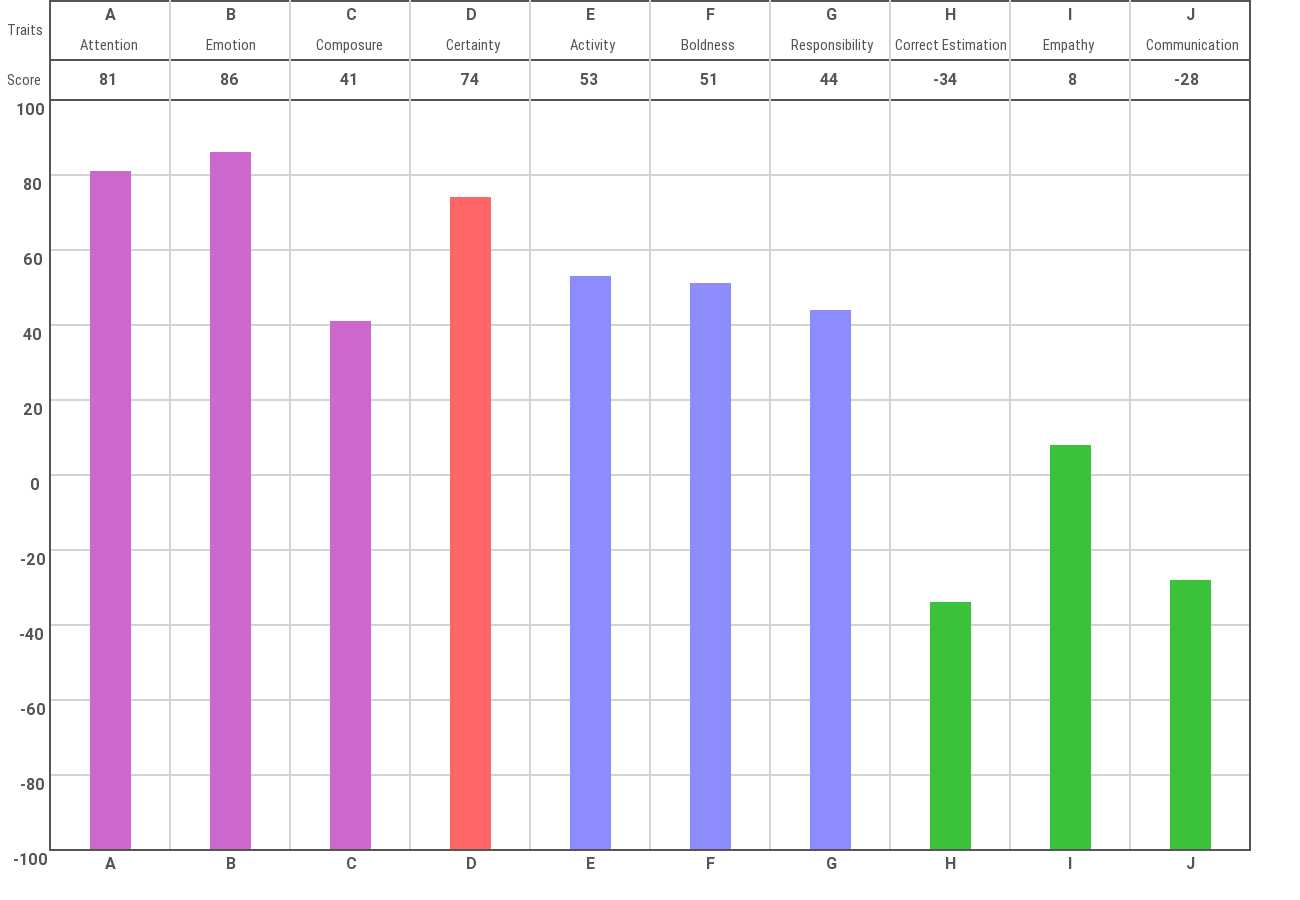 Traits A B C D E F G H I J
Attention Emotion Composure Certainty Activity Boldness Responsibility Correct Estimation Empathy Communication
Score 81 86 41 74 53 51 44 -34 8 -28
100
80
60
40
20
0
-20
-40
-60
-80
-100
A B C D E F G H I J